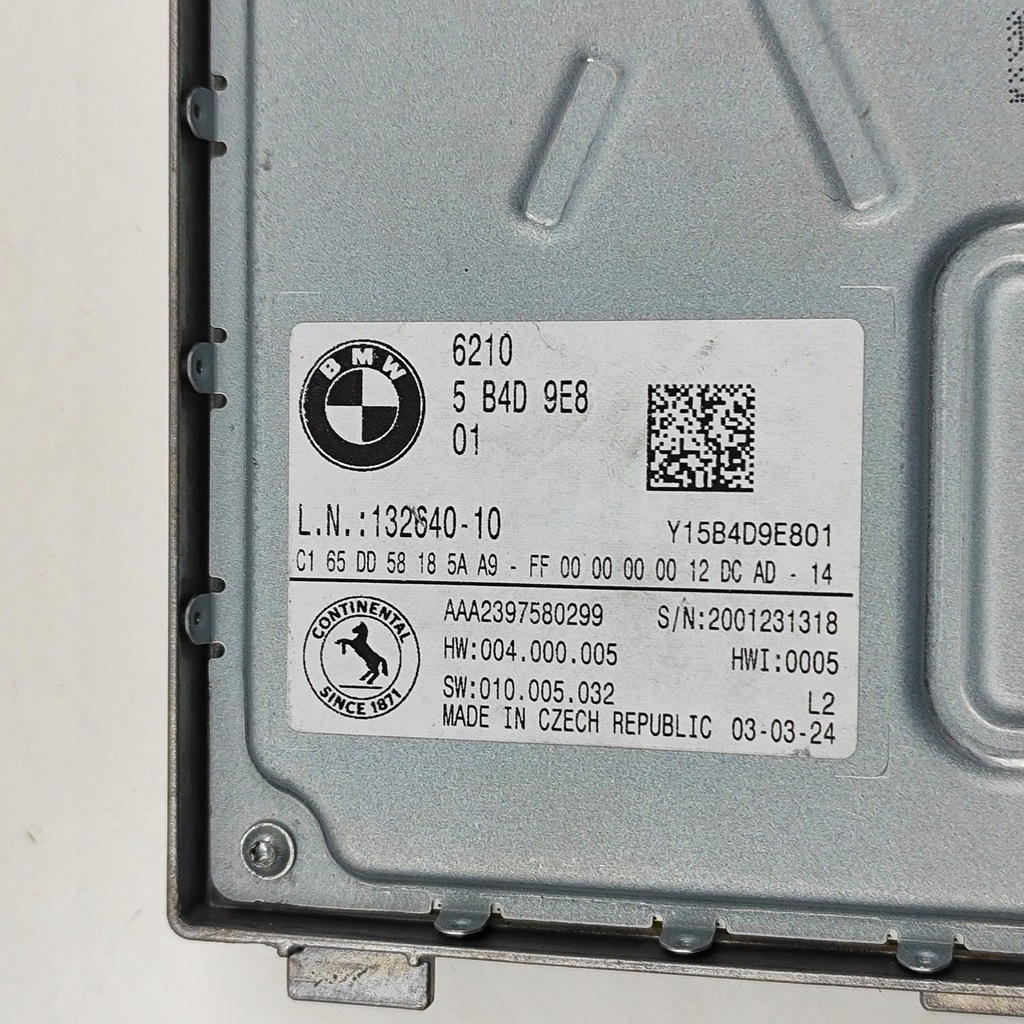 BMW
6210
5 B4D 9E8
01
L.N.:132640-10
Y15B4D9E801
C1 65 DD 58 18 5A A9 - FF 00 00 00 00 12 DC AD - 14
CONTINENTAL
SINCE 1871
AAA2397580299 S/N:2001231318
HW:004.000.005 HWI:0005
SW:010.005.032 L2
MADE IN CZECH REPUBLIC 03-03-24